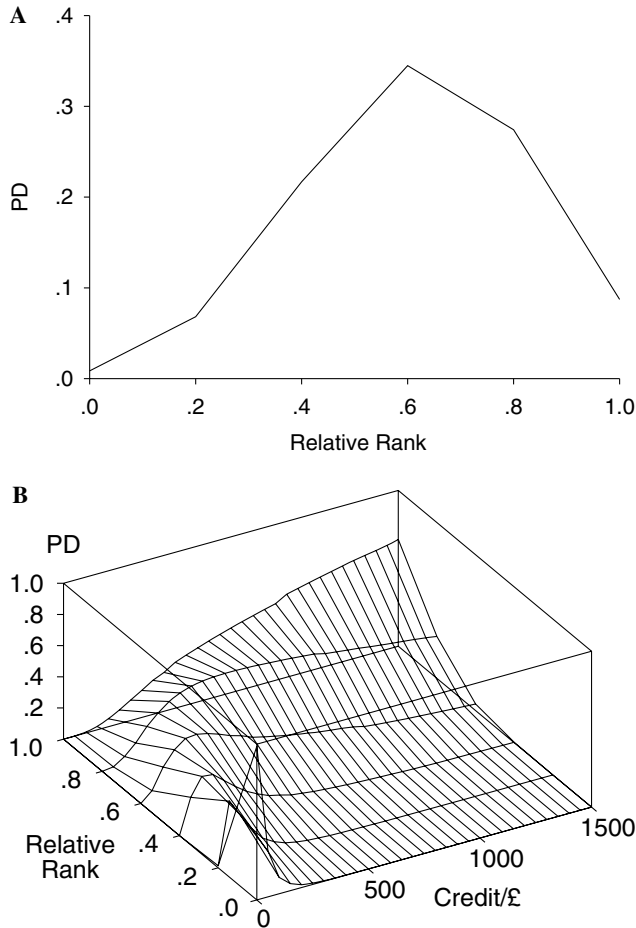 A
.4
.3
.2
.1
.0
PD
.0 .2 .4 .6 .8 1.0
Relative Rank
B
PD
1.0
.8
.6
.4
.2
1.0
.8
.6
.4
.2
.0
Relative
Rank
0
500
1000
1500
Credit/£